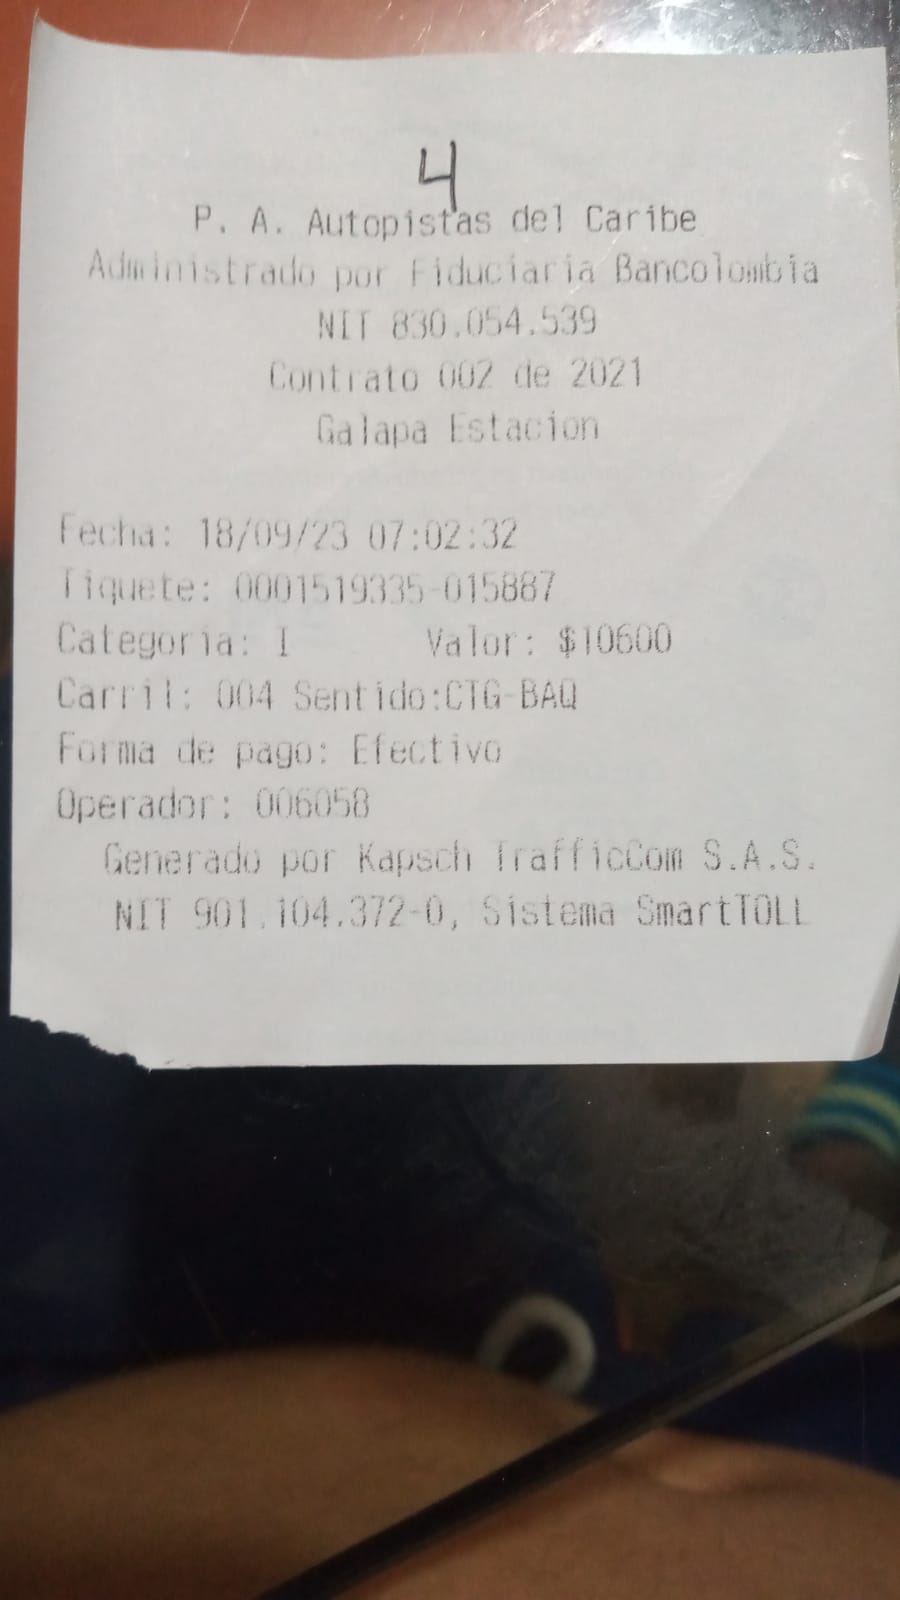 4
P. A. Autopistas del Caribe
Administrado por Fiduciaria Bancolombia
NIT 830.054.539
Contrato 002 de 2021
Galapa Estacion
Fecha: 18/09/23 07:02:32
Tiquete: 0001519335-015887
Categoria: I Valor: $10600
Carril: 004 Sentido:CTG-BAQ
Forma de pago: Efectivo
Operador: 006058
Generado por Kapsch TrafficCom S.A.S.
NIT 901.104.372-0, Sistema SmartTOLL